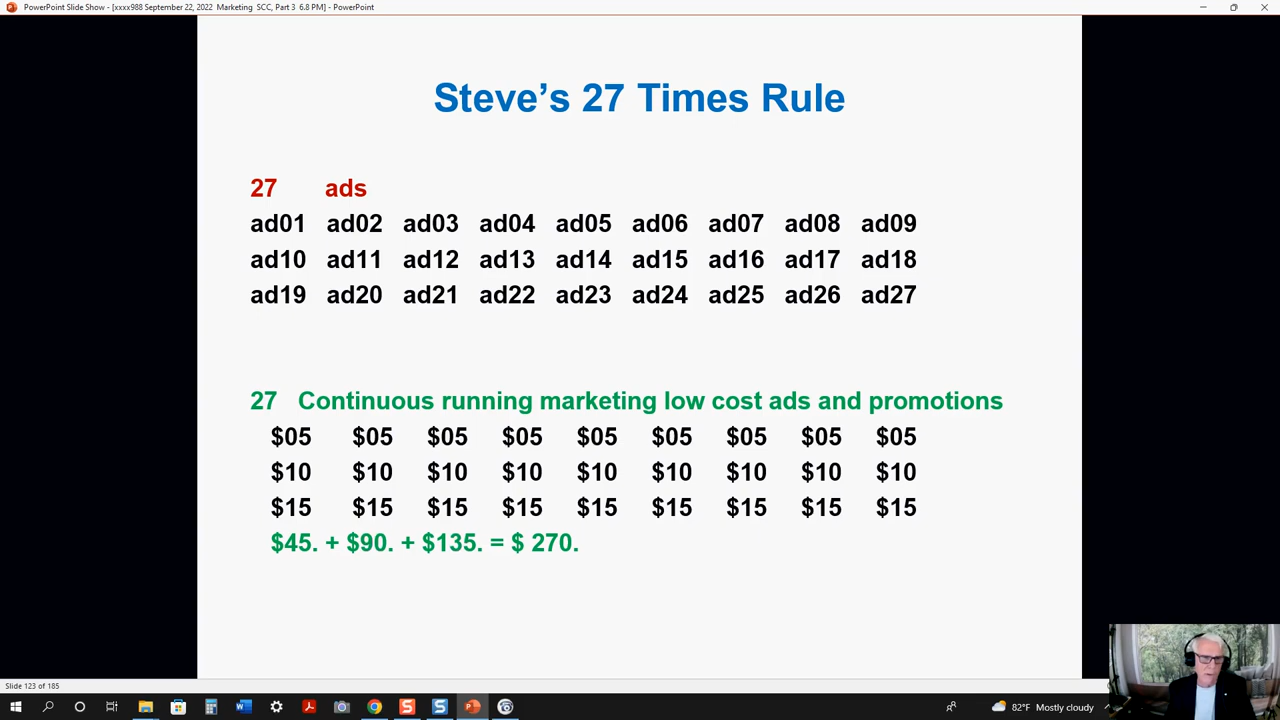 PowerPoint Slide Show - [xxxx988 September 22, 2022 Marketing SCC, Part 3 6.8 PM] - PowerPoint
Steve's 27 Times Rule
27 ads
ad01 ad02 ad03 ad04 ad05 ad06 ad07 ad08 ad09
ad10 ad11 ad12 ad13 ad14 ad15 ad16 ad17 ad18
ad19 ad20 ad21 ad22 ad23 ad24 ad25 ad26 ad27
27 Continuous running marketing low cost ads and promotions
$05 $05 $05 $05 $05 $05 $05 $05 $05
$10 $10 $10 $10 $10 $10 $10 $10 $10
$15 $15 $15 $15 $15 $15 $15 $15 $15
$45. + $90. + $135. = $ 270.
Slide 123 of 185
82°F Mostly cloudy